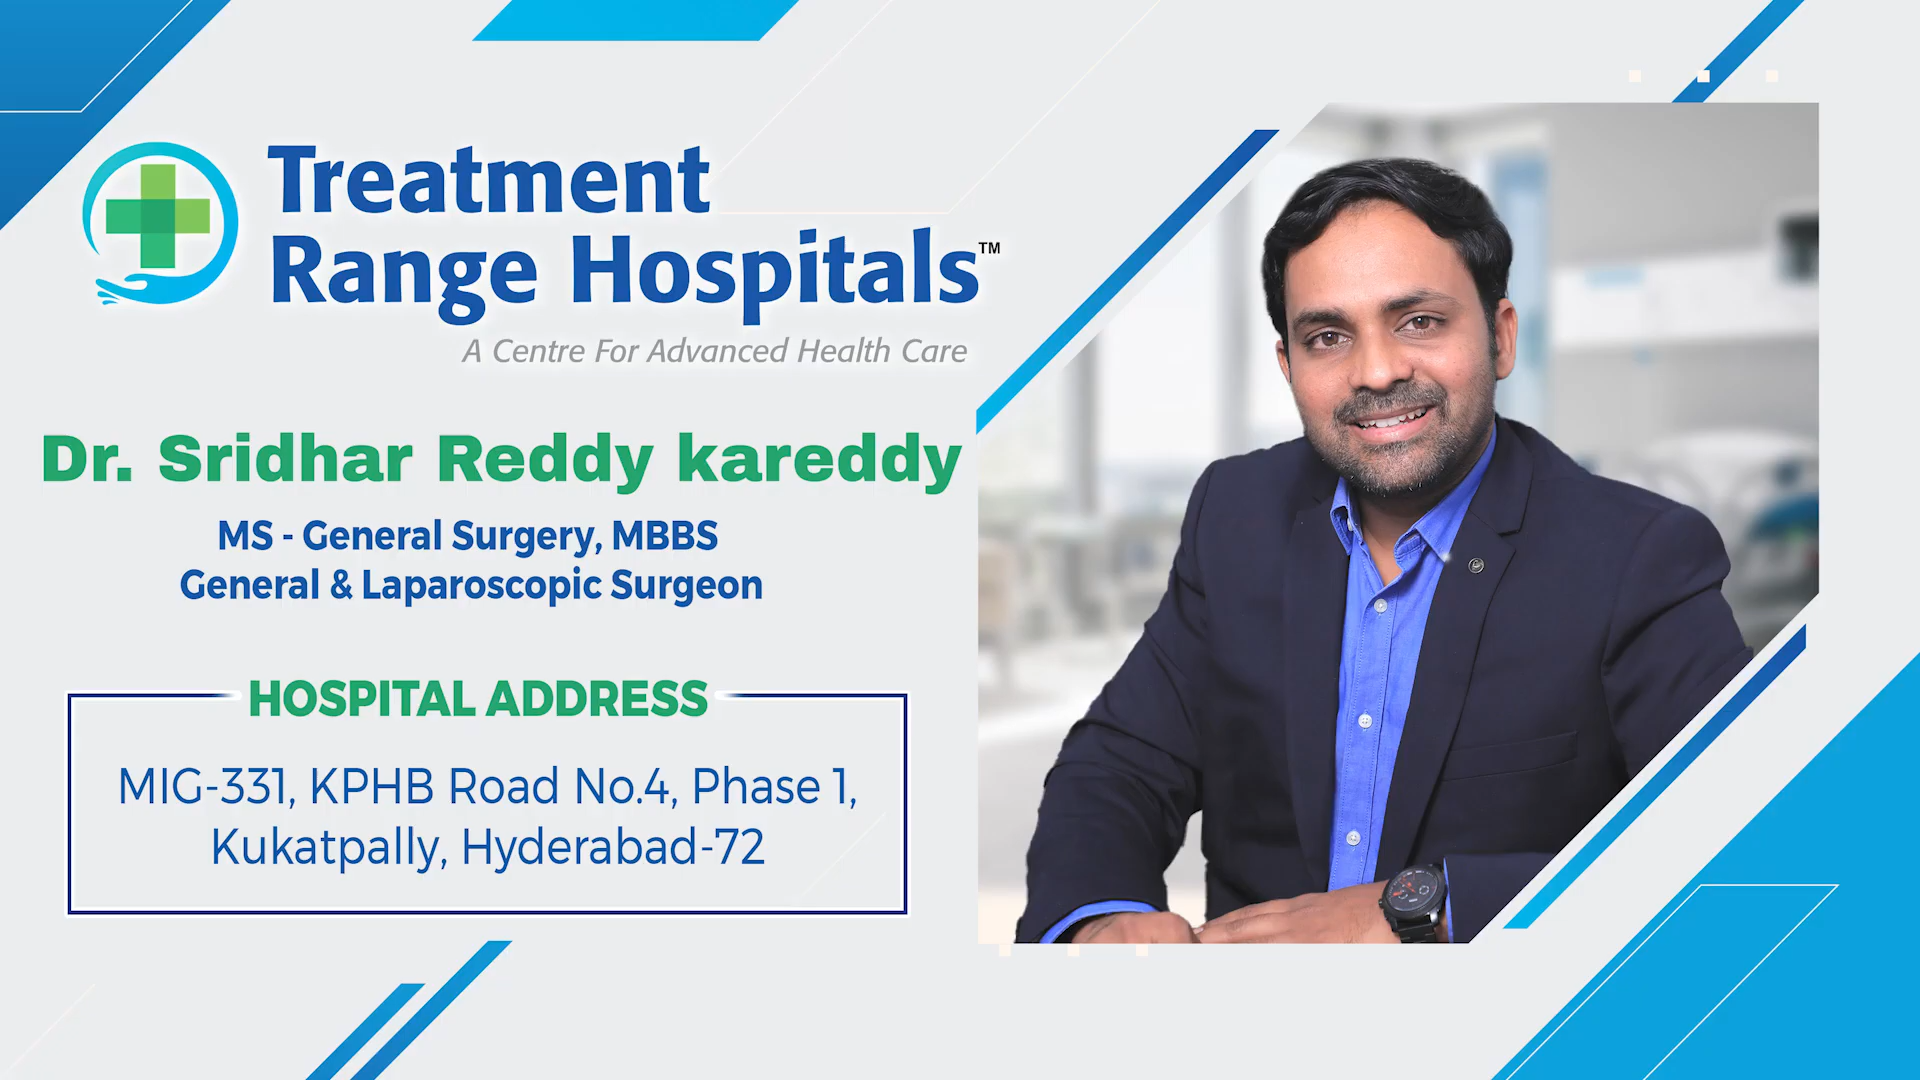 Treatment
Range Hospitals™
A Centre For Advanced Health Care
Dr. Sridhar Reddy kareddy
MS - General Surgery, MBBS
General & Laparoscopic Surgeon
HOSPITAL ADDRESS
MIG-331, KPHB Road No.4, Phase 1,
Kukatpally, Hyderabad-72